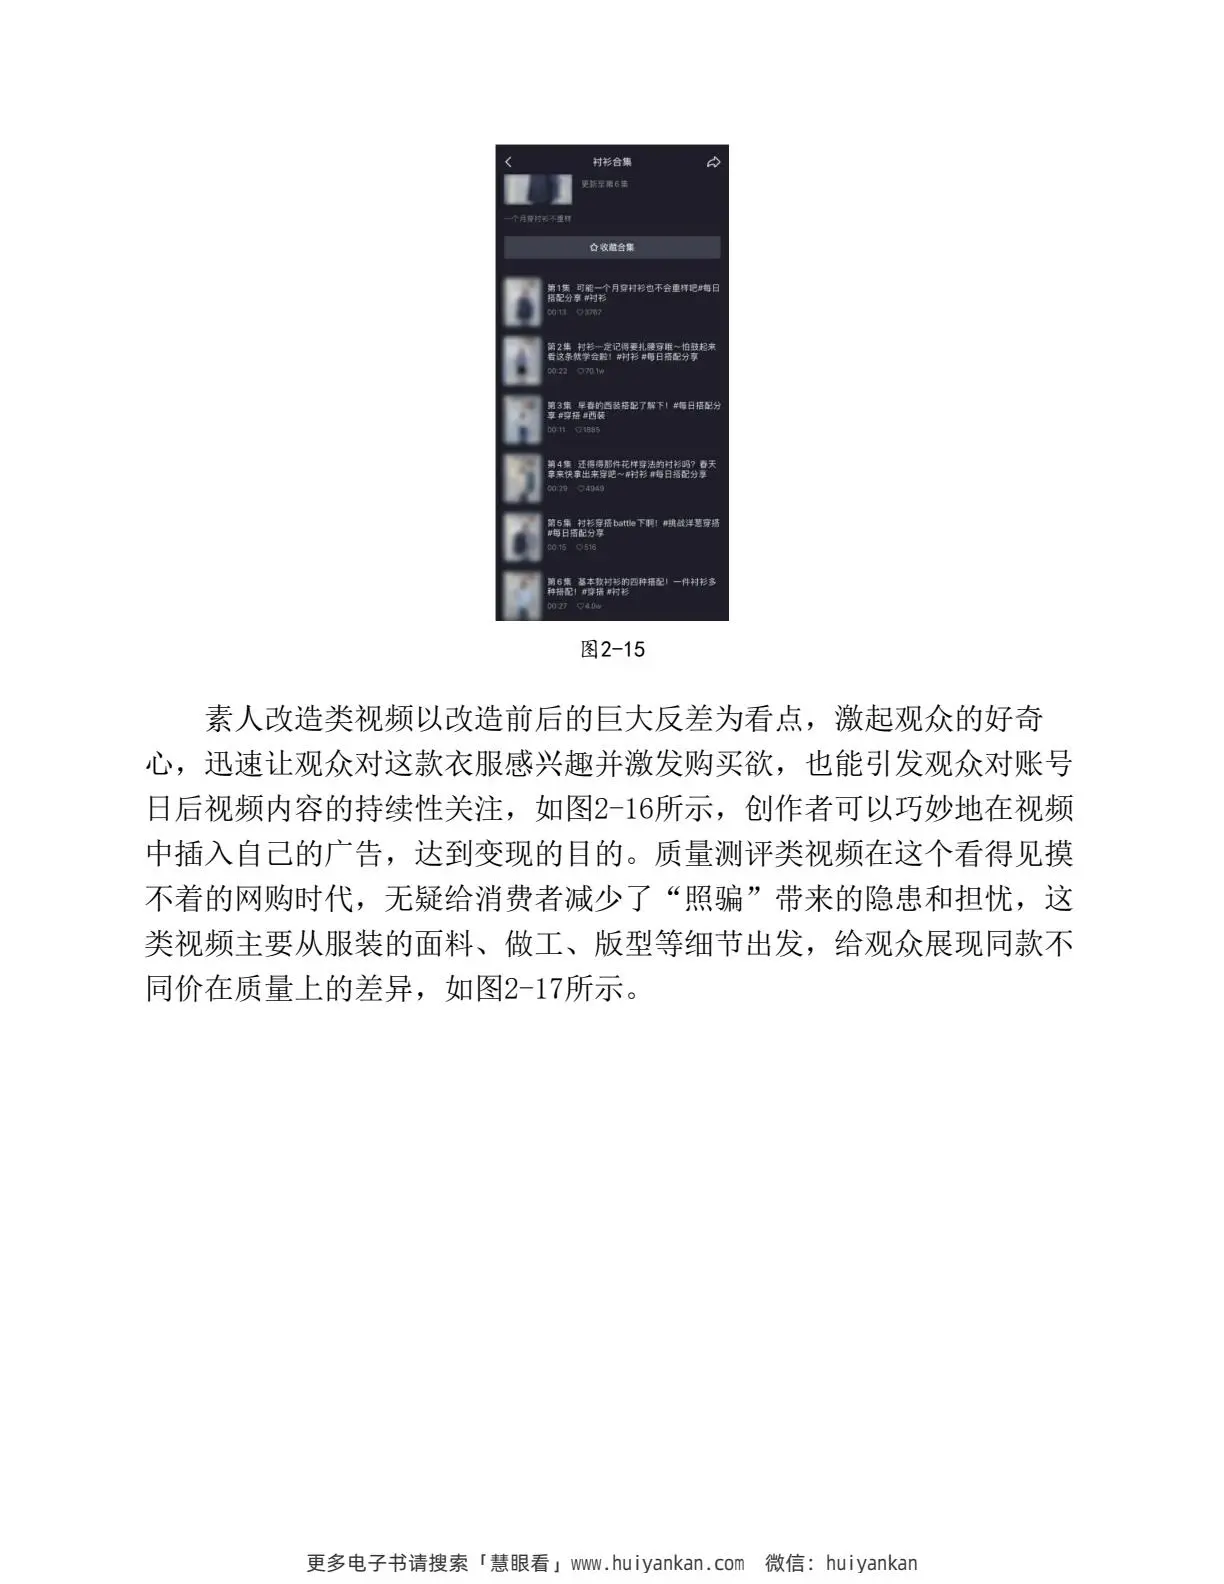 衬衫合集
更新至第6集
一个月穿衬衫不重样
收藏合集
第1集 可能一个月穿衬衫也不会重样吧#每日
搭配分享 #衬衫
00:13 3767
第2集 衬衫一定记得要扎腰穿哦~怕鼓起来
看这条就学会啦！#衬衫 #每日搭配分享
00:22 70.1w
第3集 早春的西装搭配了解下！#每日搭配分
享 #穿搭 #西装
00:11 1885
第4集 还得得那件花样穿法的衬衫吗？春天
拿来快拿出来穿吧~#衬衫 #每日搭配分享
00:29 4949
第5集 衬衫穿搭battle下啊！#挑战洋葱穿搭
#每日搭配分享
00:15 516
第6集 基本款衬衫的四种搭配！一件衬衫多
种搭配！#穿搭 #衬衫
00:27 4.0w
图2-15
素人改造类视频以改造前后的巨大反差为看点，激起观众的好奇
心，迅速让观众对这款衣服感兴趣并激发购买欲，也能引发观众对账号
日后视频内容的持续性关注，如图2-16所示，创作者可以巧妙地在视频
中插入自己的广告，达到变现的目的。质量测评类视频在这个看得见摸
不着的网购时代，无疑给消费者减少了“照骗”带来的隐患和担忧，这
类视频主要从服装的面料、做工、版型等细节出发，给观众展现同款不
同价在质量上的差异，如图2-17所示。
更多电子书请搜索「慧眼看」www.huiyankan.com 微信：huiyankan